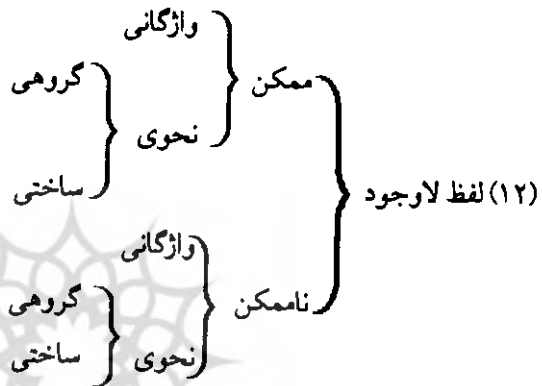 واژگانی
ممکن
گروهی
نحوی
ساختی
(۱۲) لفظ لاوجود
واژگانی
ناممکن
گروهی
نحوی
ساختی